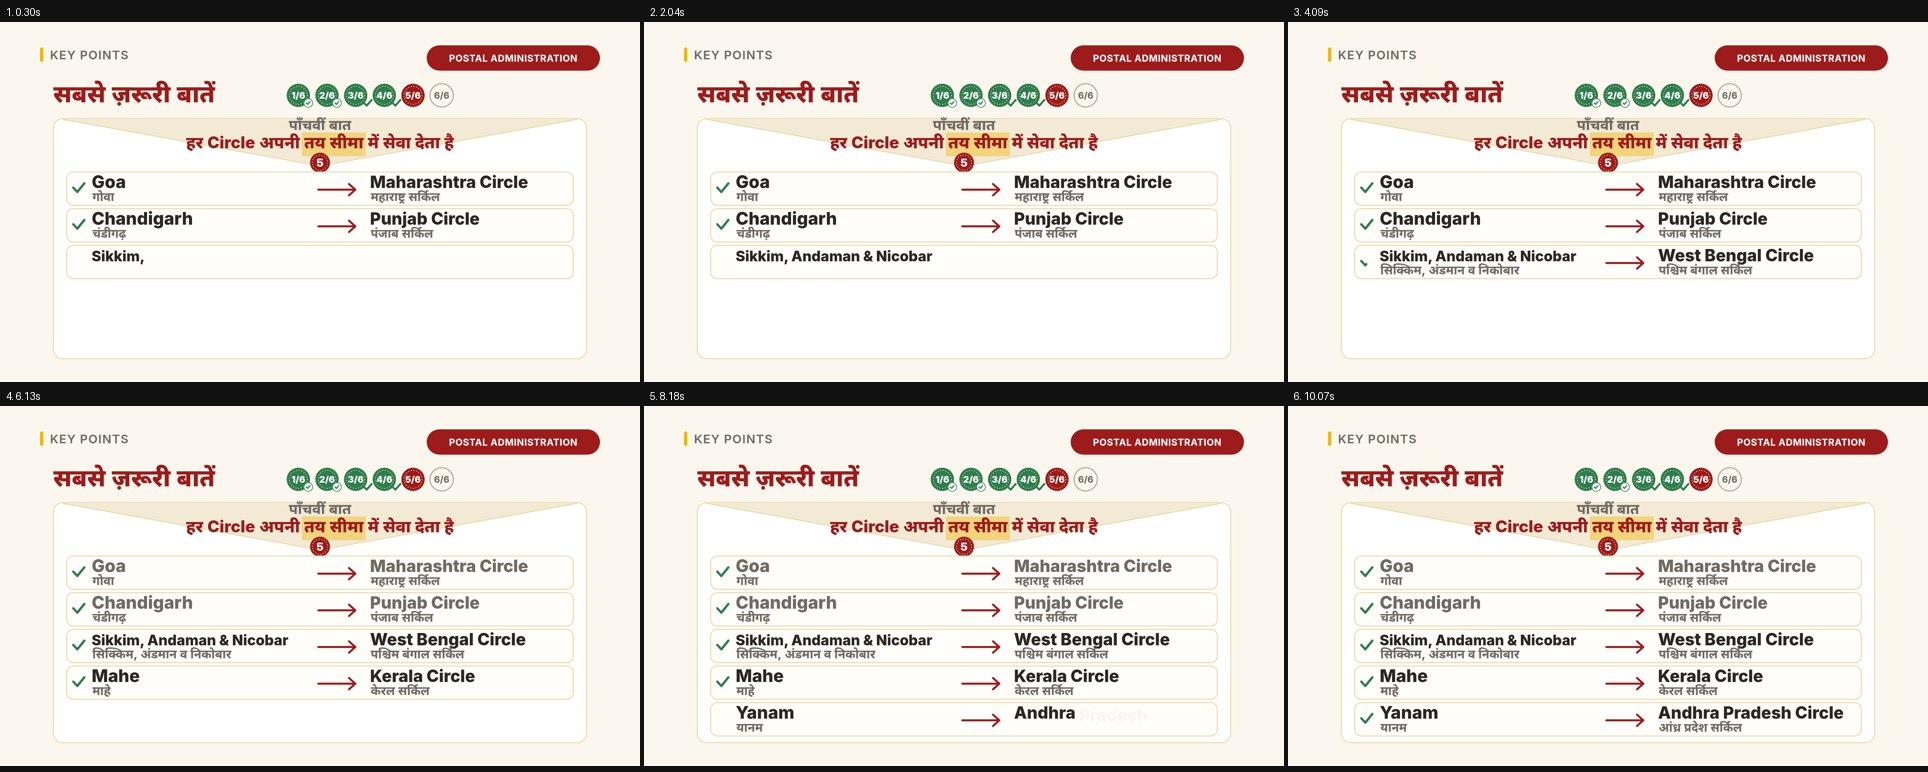 1. 0.30s
KEY POINTS
POSTAL ADMINISTRATION
सबसे ज़रूरी बातें
1/6 2/6 3/6 4/6 5/6 6/6
पाँचवीं बात
हर Circle अपनी तय सीमा में सेवा देता है
5
Goa → Maharashtra Circle
गोवा महाराष्ट्र सर्किल
Chandigarh → Punjab Circle
चंडीगढ़ पंजाब सर्किल
Sikkim,
2. 2.04s
KEY POINTS
POSTAL ADMINISTRATION
सबसे ज़रूरी बातें
1/6 2/6 3/6 4/6 5/6 6/6
पाँचवीं बात
हर Circle अपनी तय सीमा में सेवा देता है
5
Goa → Maharashtra Circle
गोवा महाराष्ट्र सर्किल
Chandigarh → Punjab Circle
चंडीगढ़ पंजाब सर्किल
Sikkim, Andaman & Nicobar
3. 4.09s
KEY POINTS
POSTAL ADMINISTRATION
सबसे ज़रूरी बातें
1/6 2/6 3/6 4/6 5/6 6/6
पाँचवीं बात
हर Circle अपनी तय सीमा में सेवा देता है
5
Goa → Maharashtra Circle
गोवा महाराष्ट्र सर्किल
Chandigarh → Punjab Circle
चंडीगढ़ पंजाब सर्किल
Sikkim, Andaman & Nicobar → West Bengal Circle
सिक्किम, अंडमान व निकोबार पश्चिम बंगाल सर्किल
4. 6.13s
KEY POINTS
POSTAL ADMINISTRATION
सबसे ज़रूरी बातें
1/6 2/6 3/6 4/6 5/6 6/6
पाँचवीं बात
हर Circle अपनी तय सीमा में सेवा देता है
5
Goa → Maharashtra Circle
गोवा महाराष्ट्र सर्किल
Chandigarh → Punjab Circle
चंडीगढ़ पंजाब सर्किल
Sikkim, Andaman & Nicobar → West Bengal Circle
सिक्किम, अंडमान व निकोबार पश्चिम बंगाल सर्किल
Mahe → Kerala Circle
माहे केरल सर्किल
5. 8.18s
KEY POINTS
POSTAL ADMINISTRATION
सबसे ज़रूरी बातें
1/6 2/6 3/6 4/6 5/6 6/6
पाँचवीं बात
हर Circle अपनी तय सीमा में सेवा देता है
5
Goa → Maharashtra Circle
गोवा महाराष्ट्र सर्किल
Chandigarh → Punjab Circle
चंडीगढ़ पंजाब सर्किल
Sikkim, Andaman & Nicobar → West Bengal Circle
सिक्किम, अंडमान व निकोबार पश्चिम बंगाल सर्किल
Mahe → Kerala Circle
माहे केरल सर्किल
Yanam → Andhra Pradesh
यानम
6. 10.07s
KEY POINTS
POSTAL ADMINISTRATION
सबसे ज़रूरी बातें
1/6 2/6 3/6 4/6 5/6 6/6
पाँचवीं बात
हर Circle अपनी तय सीमा में सेवा देता है
5
Goa → Maharashtra Circle
गोवा महाराष्ट्र सर्किल
Chandigarh → Punjab Circle
चंडीगढ़ पंजाब सर्किल
Sikkim, Andaman & Nicobar → West Bengal Circle
सिक्किम, अंडमान व निकोबार पश्चिम बंगाल सर्किल
Mahe → Kerala Circle
माहे केरल सर्किल
Yanam → Andhra Pradesh Circle
यानम आंध्र प्रदेश सर्किल